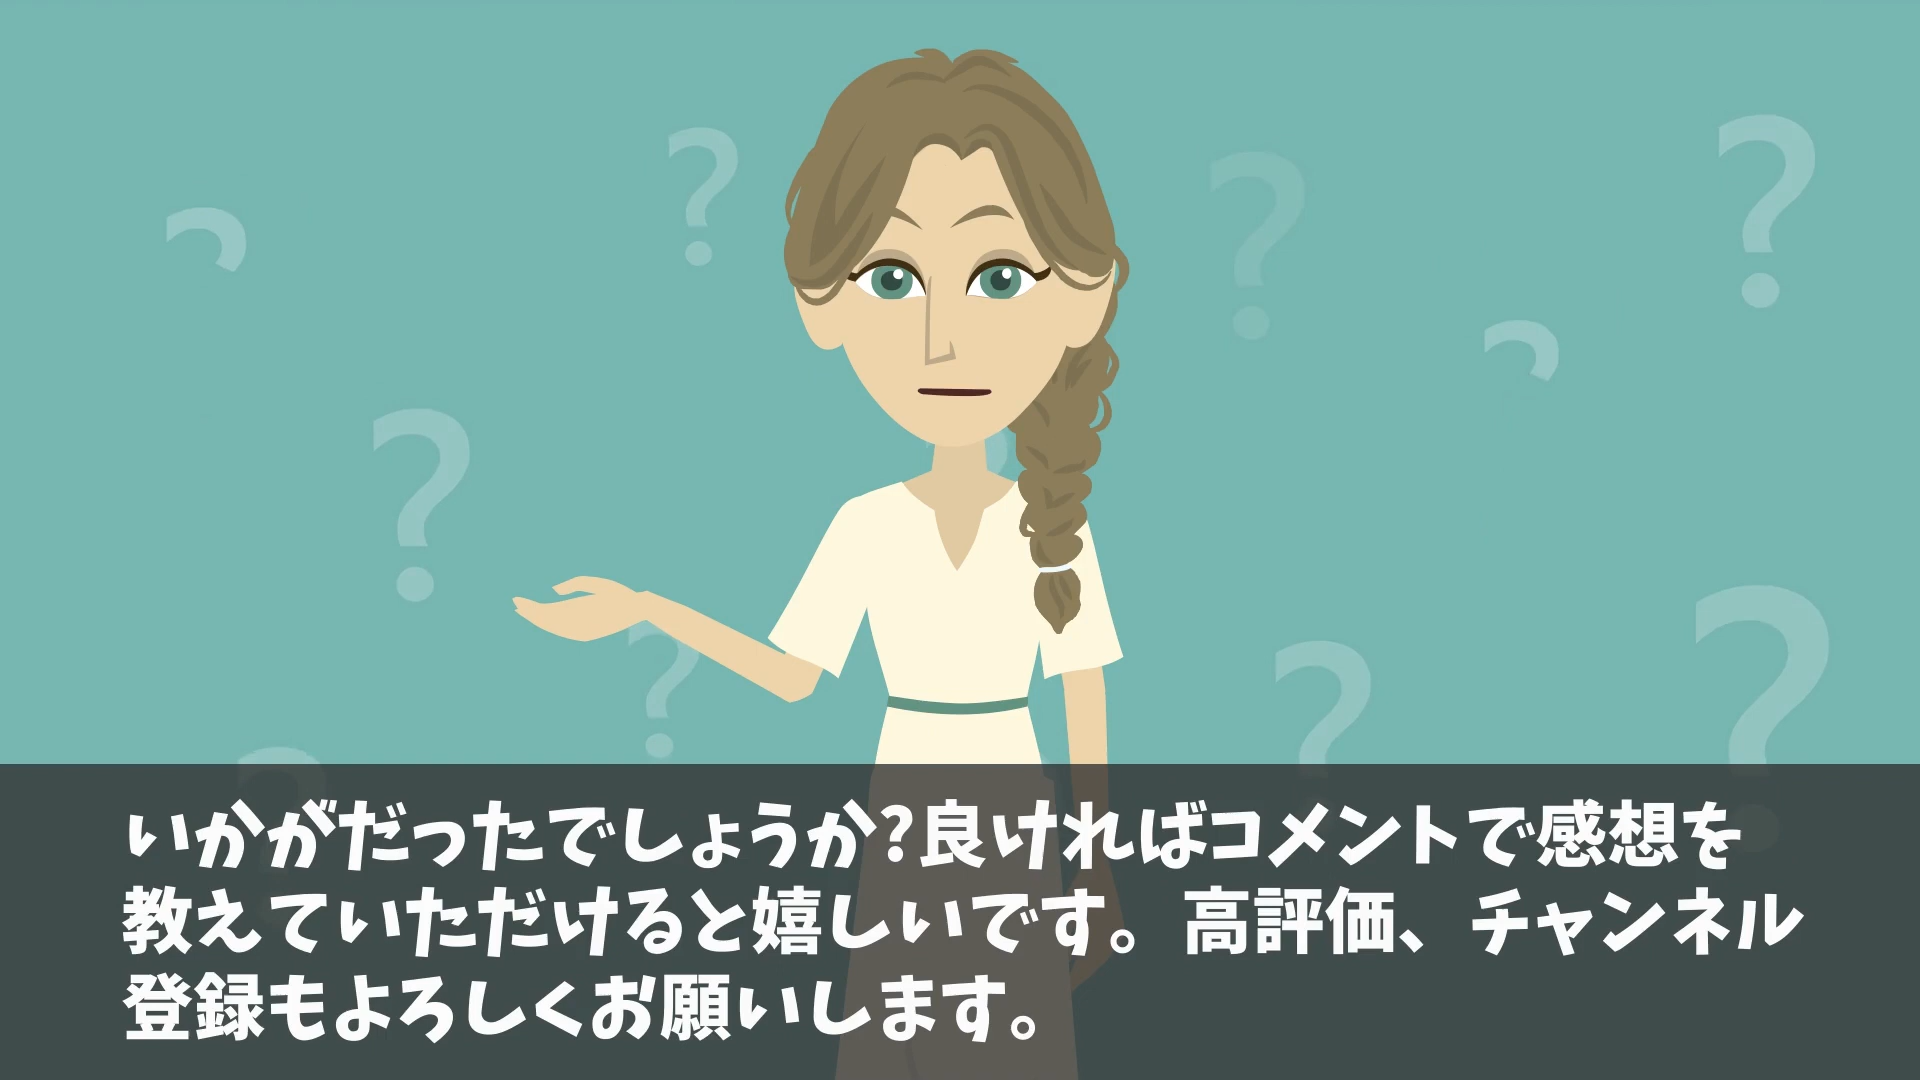 いかがだったでしょうか?良ければコメントで感想を
教えていただけると嬉しいです。高評価、チャンネル
登録もよろしくお願いします。